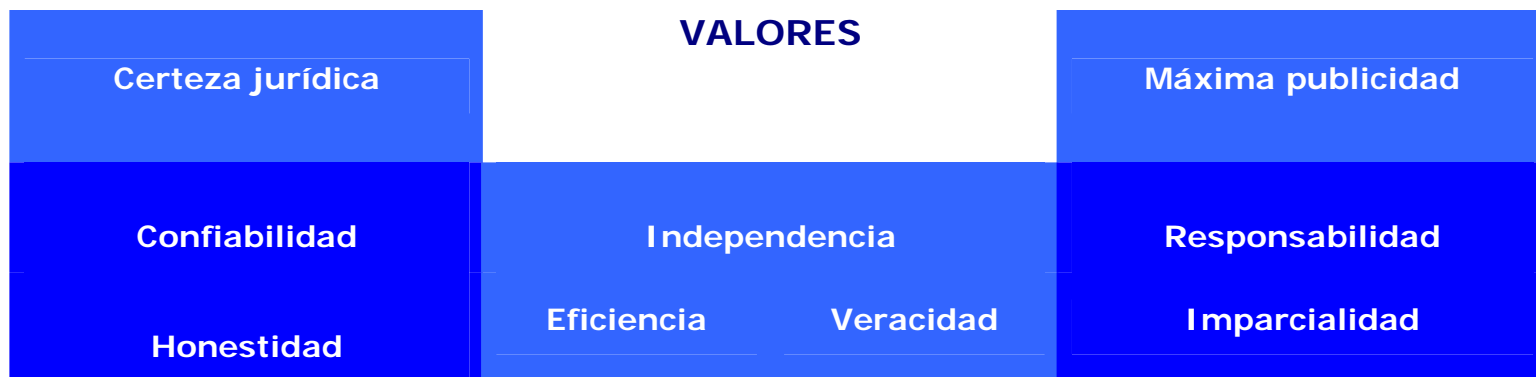 VALORES
Certeza jurídica
Máxima publicidad
Confiabilidad
Independencia
Responsabilidad
Eficiencia
Veracidad
Imparcialidad
Honestidad